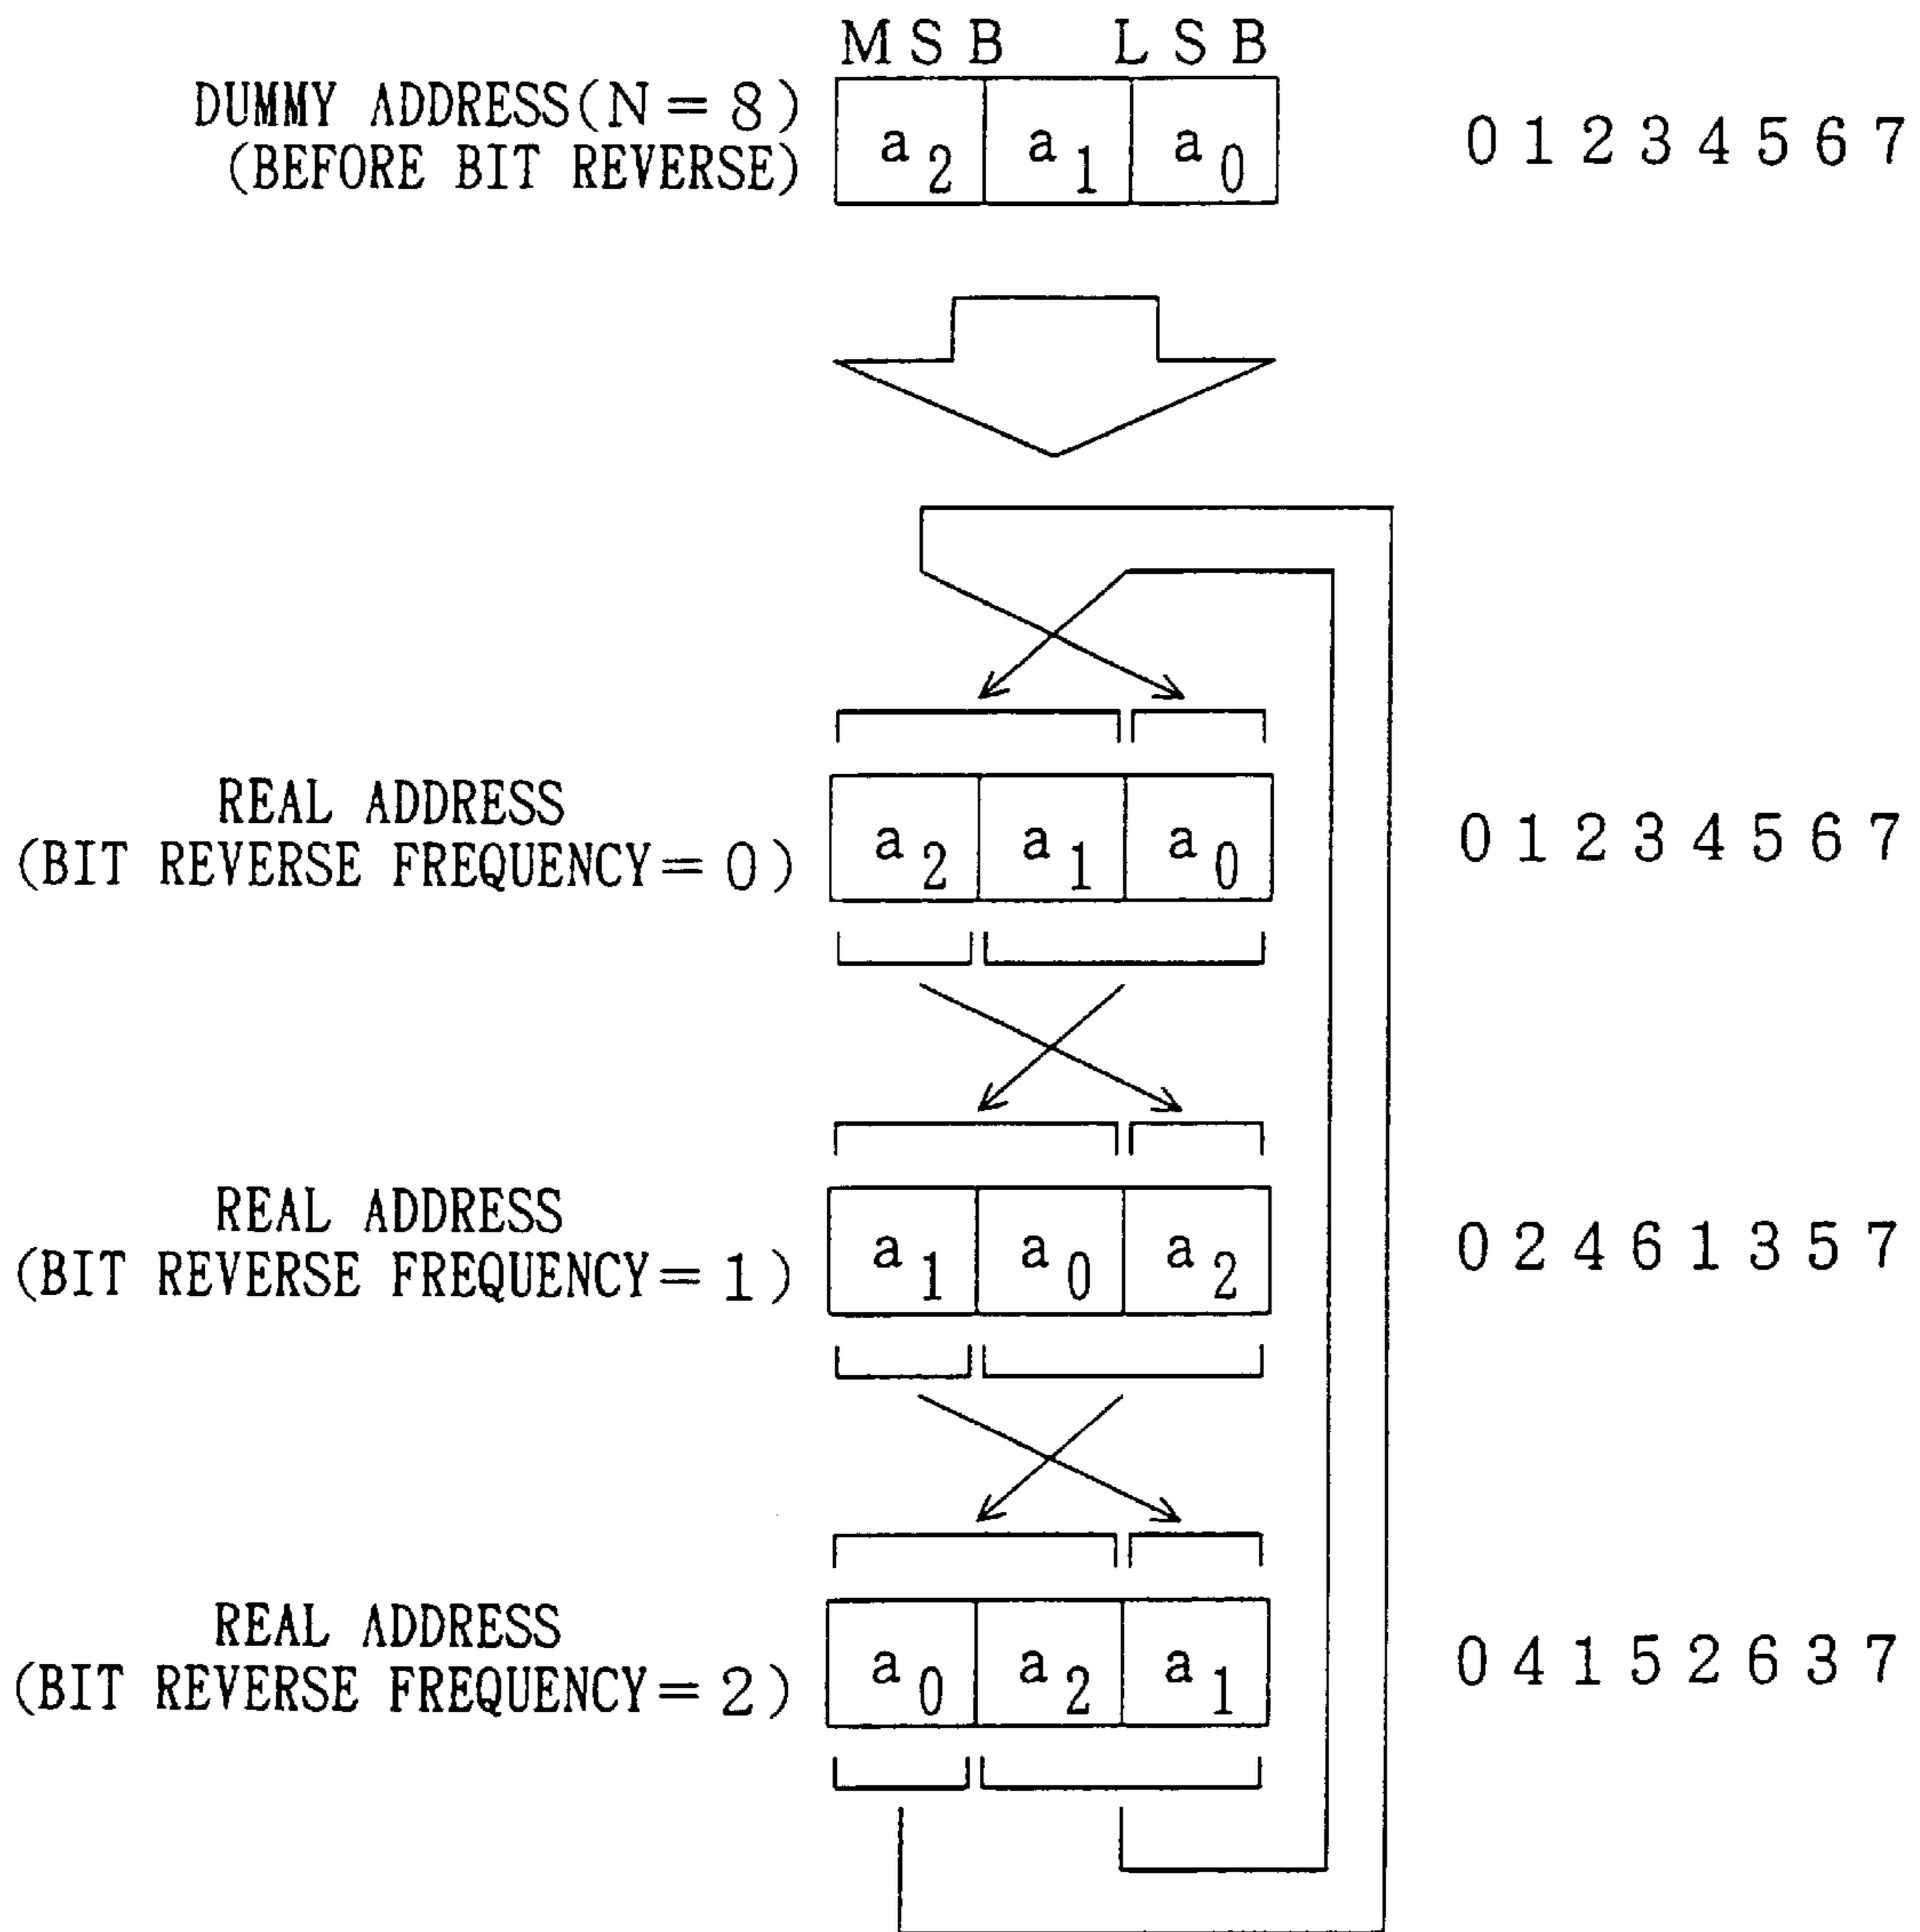 MSB LSB
DUMMY ADDRESS(N=8)
(BEFORE BIT REVERSE)
a2 a1 a0
0 1 2 3 4 5 6 7
REAL ADDRESS
(BIT REVERSE FREQUENCY=0)
a2 a1 a0
0 1 2 3 4 5 6 7
REAL ADDRESS
(BIT REVERSE FREQUENCY=1)
a1 a0 a2
0 2 4 6 1 3 5 7
REAL ADDRESS
(BIT REVERSE FREQUENCY=2)
a0 a2 a1
0 4 1 5 2 6 3 7